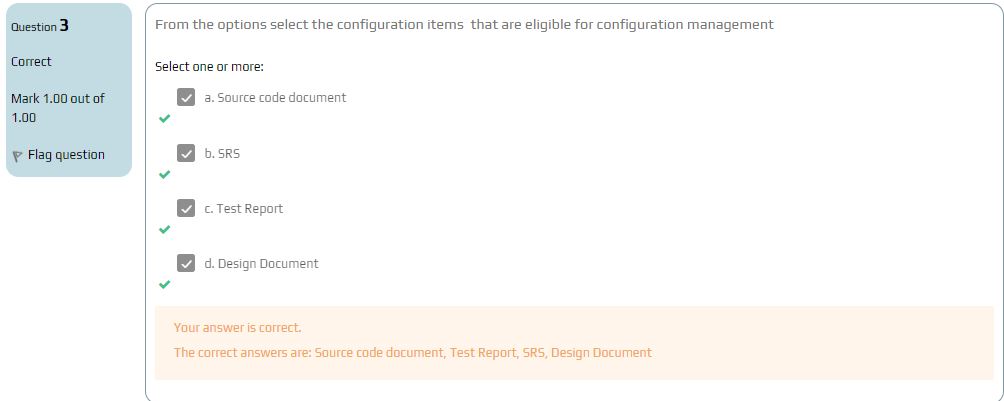 Question 3
Correct
Mark 1.00 out of
1.00
Flag question
From the options select the configuration items that are eligible for configuration management
Select one or more:
a. Source code document
b. SRS
c. Test Report
d. Design Document
Your answer is correct.
The correct answers are: Source code document, Test Report, SRS, Design Document